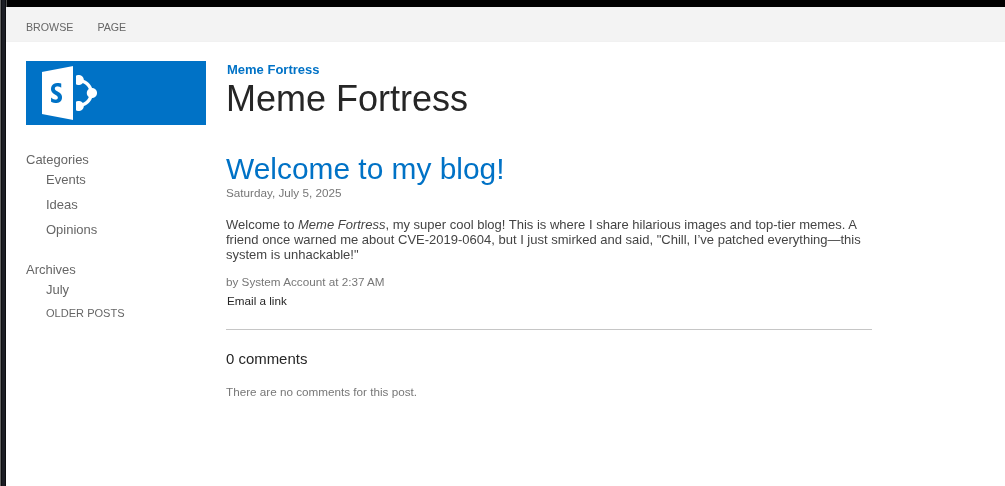 BROWSE PAGE
S
Meme Fortress
Meme Fortress
Categories
Events
Ideas
Opinions
Archives
July
OLDER POSTS
Welcome to my blog!
Saturday, July 5, 2025
Welcome to Meme Fortress, my super cool blog! This is where I share hilarious images and top-tier memes. A
friend once warned me about CVE-2019-0604, but I just smirked and said, "Chill, I've patched everything—this
system is unhackable!"
by System Account at 2:37 AM
Email a link
0 comments
There are no comments for this post.